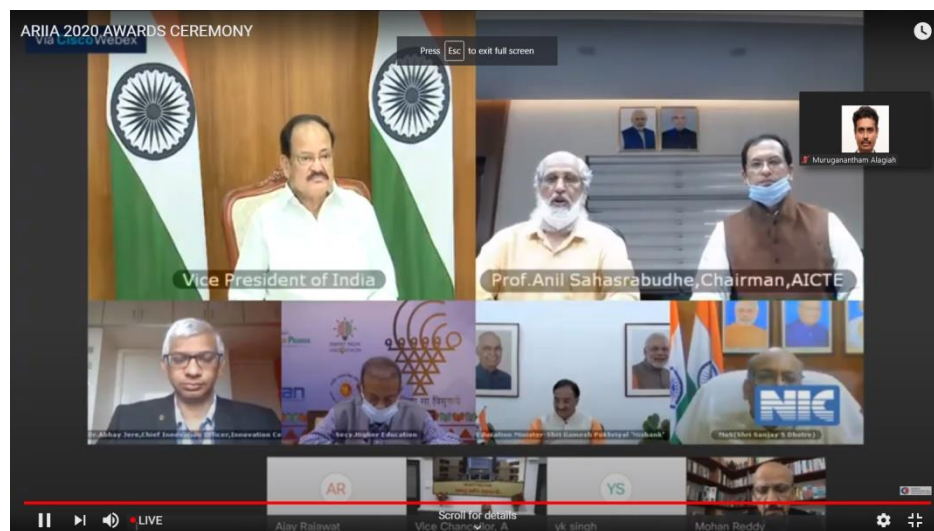 ARIIA 2020 AWARDS CEREMONY
Via Cisco Webex
Press Esc to exit full screen
Muruganantham Alagiah
Vice President of India
Prof.Anil Sahasrabudhe,Chairman,AICTE
Dr.Abhay Jere,Chief Innovation Officer,Innovation Ce
Secy.Higher Education
Education Minister-Shri Ramesh Pokhriyal 'Nishank'
NIC
MoS(Shri Sanjay S Dhotre)
AR
YS
Ajay Rajawat
Vice Chancellor, A
yk singh
Mohan Reddy
LIVE
Scroll for details